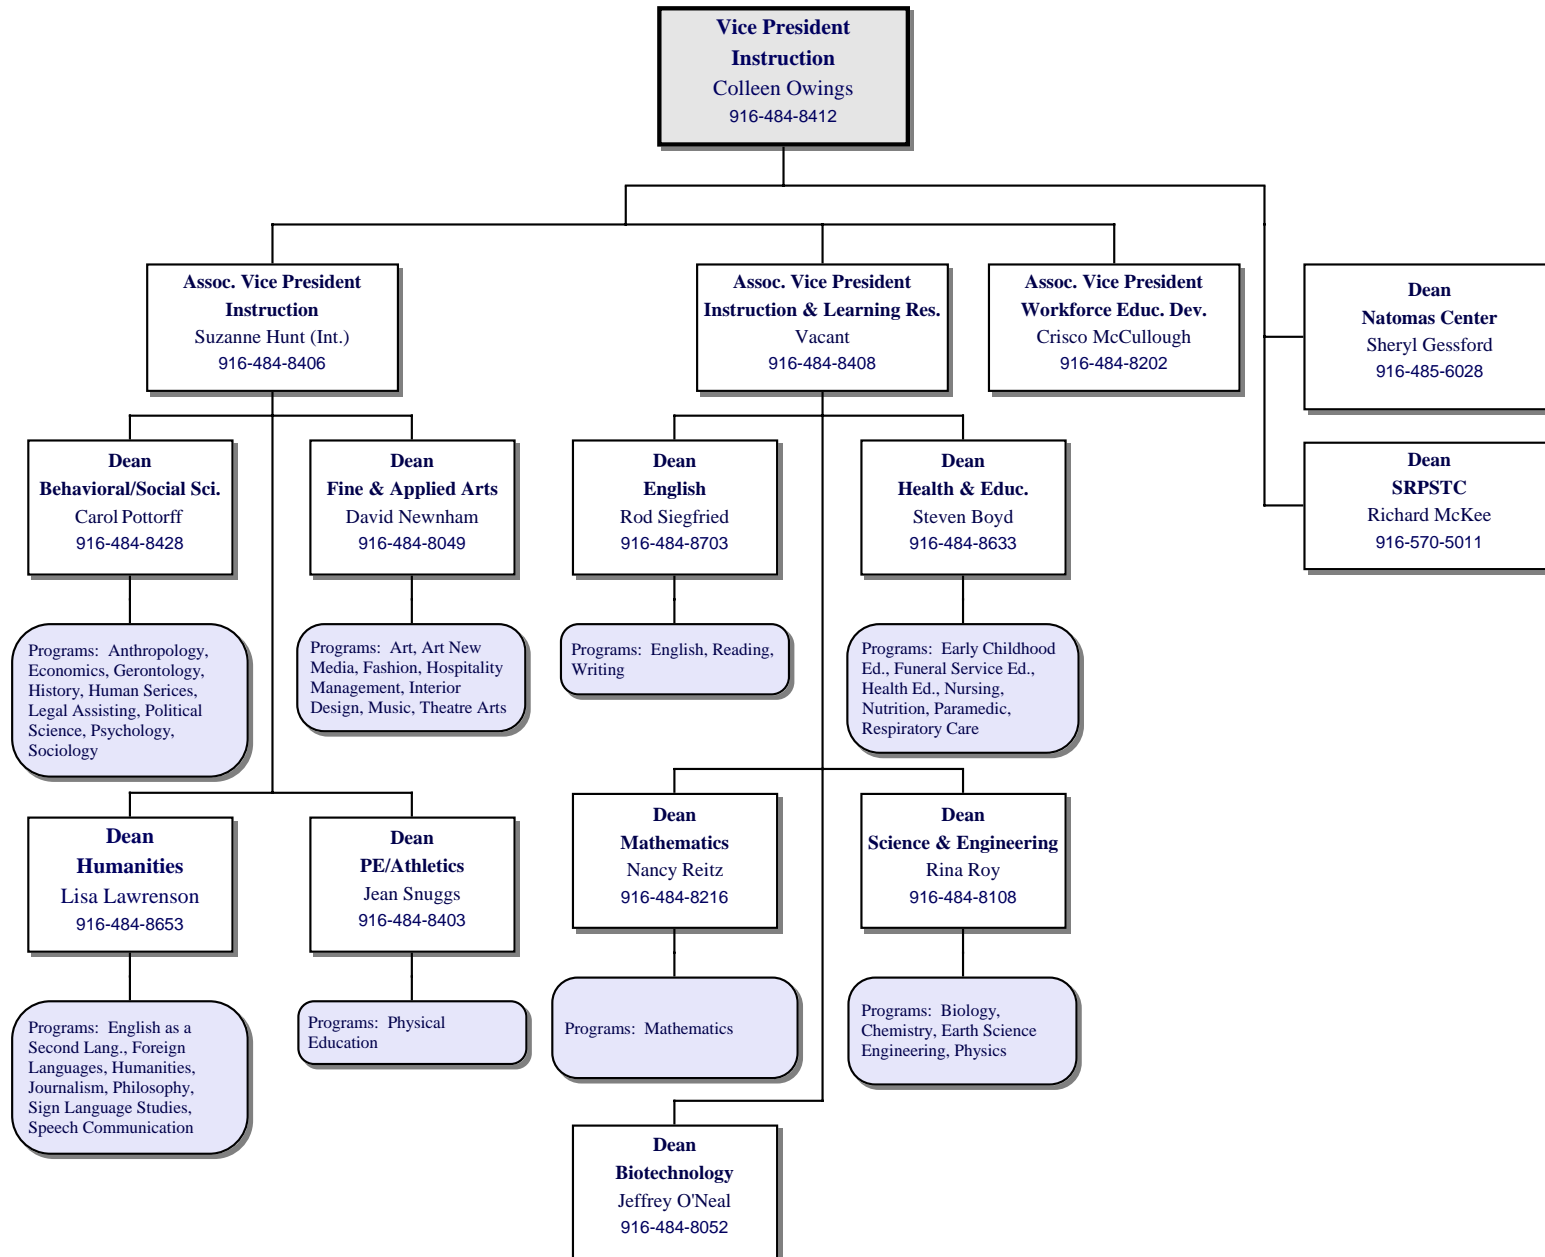 Vice President
Instruction
Colleen Owings
916-484-8412
Assoc. Vice President
Instruction
Suzanne Hunt (Int.)
916-484-8406
Assoc. Vice President
Instruction & Learning Res.
Vacant
916-484-8408
Assoc. Vice President
Workforce Educ. Dev.
Crisco McCullough
916-484-8202
Dean
Natomas Center
Sheryl Gessford
916-485-6028
Dean
Behavioral/Social Sci.
Carol Pottorff
916-484-8428
Dean
Fine & Applied Arts
David Newnham
916-484-8049
Dean
English
Rod Siegfried
916-484-8703
Dean
Health & Educ.
Steven Boyd
916-484-8633
Dean
SRPSTC
Richard McKee
916-570-5011
Programs: Anthropology,
Economics, Gerontology,
History, Human Serices,
Legal Assisting, Political
Science, Psychology,
Sociology
Programs: Art, Art New
Media, Fashion, Hospitality
Management, Interior
Design, Music, Theatre Arts
Programs: English, Reading,
Writing
Programs: Early Childhood
Ed., Funeral Service Ed.,
Health Ed., Nursing,
Nutrition, Paramedic,
Respiratory Care
Dean
Humanities
Lisa Lawrenson
916-484-8653
Dean
PE/Athletics
Jean Snuggs
916-484-8403
Dean
Mathematics
Nancy Reitz
916-484-8216
Dean
Science & Engineering
Rina Roy
916-484-8108
Programs: English as a
Second Lang., Foreign
Languages, Humanities,
Journalism, Philosophy,
Sign Language Studies,
Speech Communication
Programs: Physical
Education
Programs: Mathematics
Programs: Biology,
Chemistry, Earth Science
Engineering, Physics
Dean
Biotechnology
Jeffrey O'Neal
916-484-8052